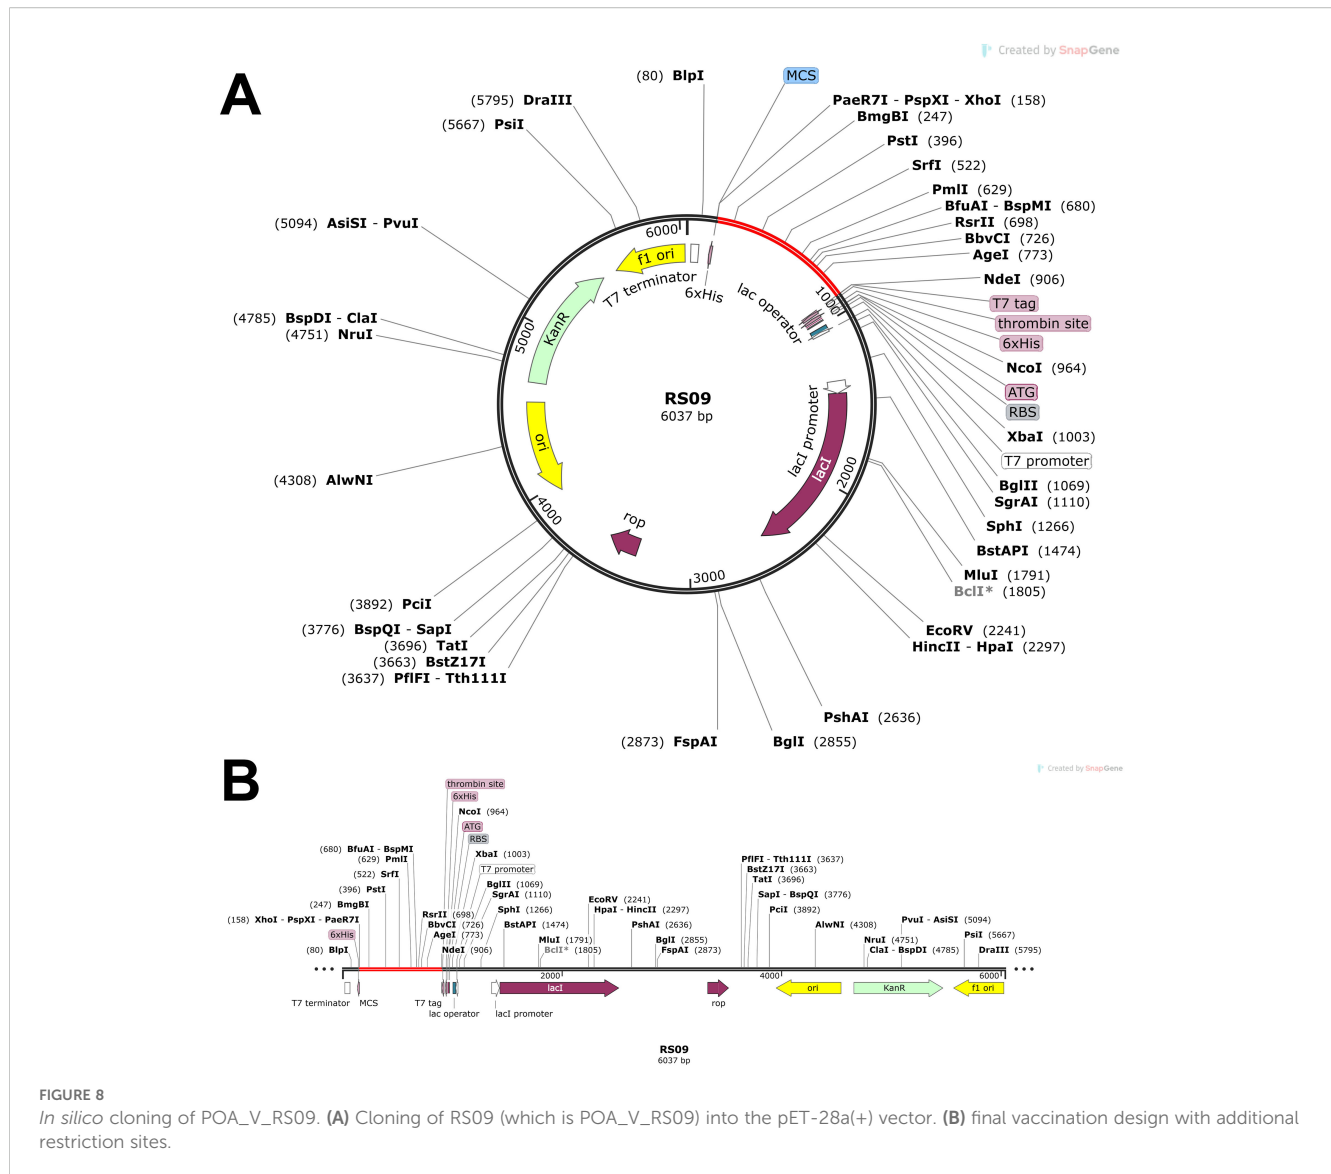 A
Created by SnapGene
(80) BlpI
MCS
(5795) DraIII
(5667) PsiI
(5094) AsiSI - PvuI
(4785) BspDI - ClaI
(4751) NruI
(4308) AlwNI
(3892) PciI
(3776) BspQI - SapI
(3696) TatI
(3663) BstZ17I
(3637) PflFI - Tth111I
(2873) FspAI
PaeR7I - PspXI - XhoI (158)
BmgBI (247)
PstI (396)
SrfI (522)
PmlI (629)
BfuAI - BspMI (680)
RsrII (698)
BbvCI (726)
AgeI (773)
NdeI (906)
T7 tag
thrombin site
6xHis
NcoI (964)
ATG
RBS
XbaI (1003)
T7 promoter
BglII (1069)
SgrAI (1110)
SphI (1266)
BstAPI (1474)
MluI (1791)
BclI* (1805)
EcoRV (2241)
HincII - HpaI (2297)
PshAI (2636)
BglI (2855)
6000
1000
2000
3000
4000
5000
f1 ori
T7 terminator
6xHis
lac operator
KanR
ori
rop
lacI promoter
lacI
RS09
6037 bp
B
Created by SnapGene
thrombin site
6xHis
NcoI (964)
ATG
RBS
XbaI (1003)
T7 promoter
BglII (1069)
SgrAI (1110)
SphI (1266)
BstAPI (1474)
MluI (1791)
BclI* (1805)
(680) BfuAI - BspMI
(629) PmlI
(522) SrfI
(396) PstI
(247) BmgBI
(158) XhoI - PspXI - PaeR7I
6xHis
(80) BlpI
RsrII (698)
BbvCI (726)
AgeI (773)
NdeI (906)
EcoRV (2241)
HpaI - HincII (2297)
PshAI (2636)
BglI (2855)
FspAI (2873)
PflFI - Tth111I (3637)
BstZ17I (3663)
TatI (3696)
SapI - BspQI (3776)
PciI (3892)
AlwNI (4308)
NruI (4751)
ClaI - BspDI (4785)
PvuI - AsiSI (5094)
PsiI (5667)
DraIII (5795)
2000
4000
6000
T7 terminator
MCS
T7 tag
lac operator
lacI promoter
lacI
rop
ori
KanR
f1 ori
RS09
6037 bp
FIGURE 8
In silico cloning of POA_V_RS09. (A) Cloning of RS09 (which is POA_V_RS09) into the pET-28a(+) vector. (B) final vaccination design with additional
restriction sites.